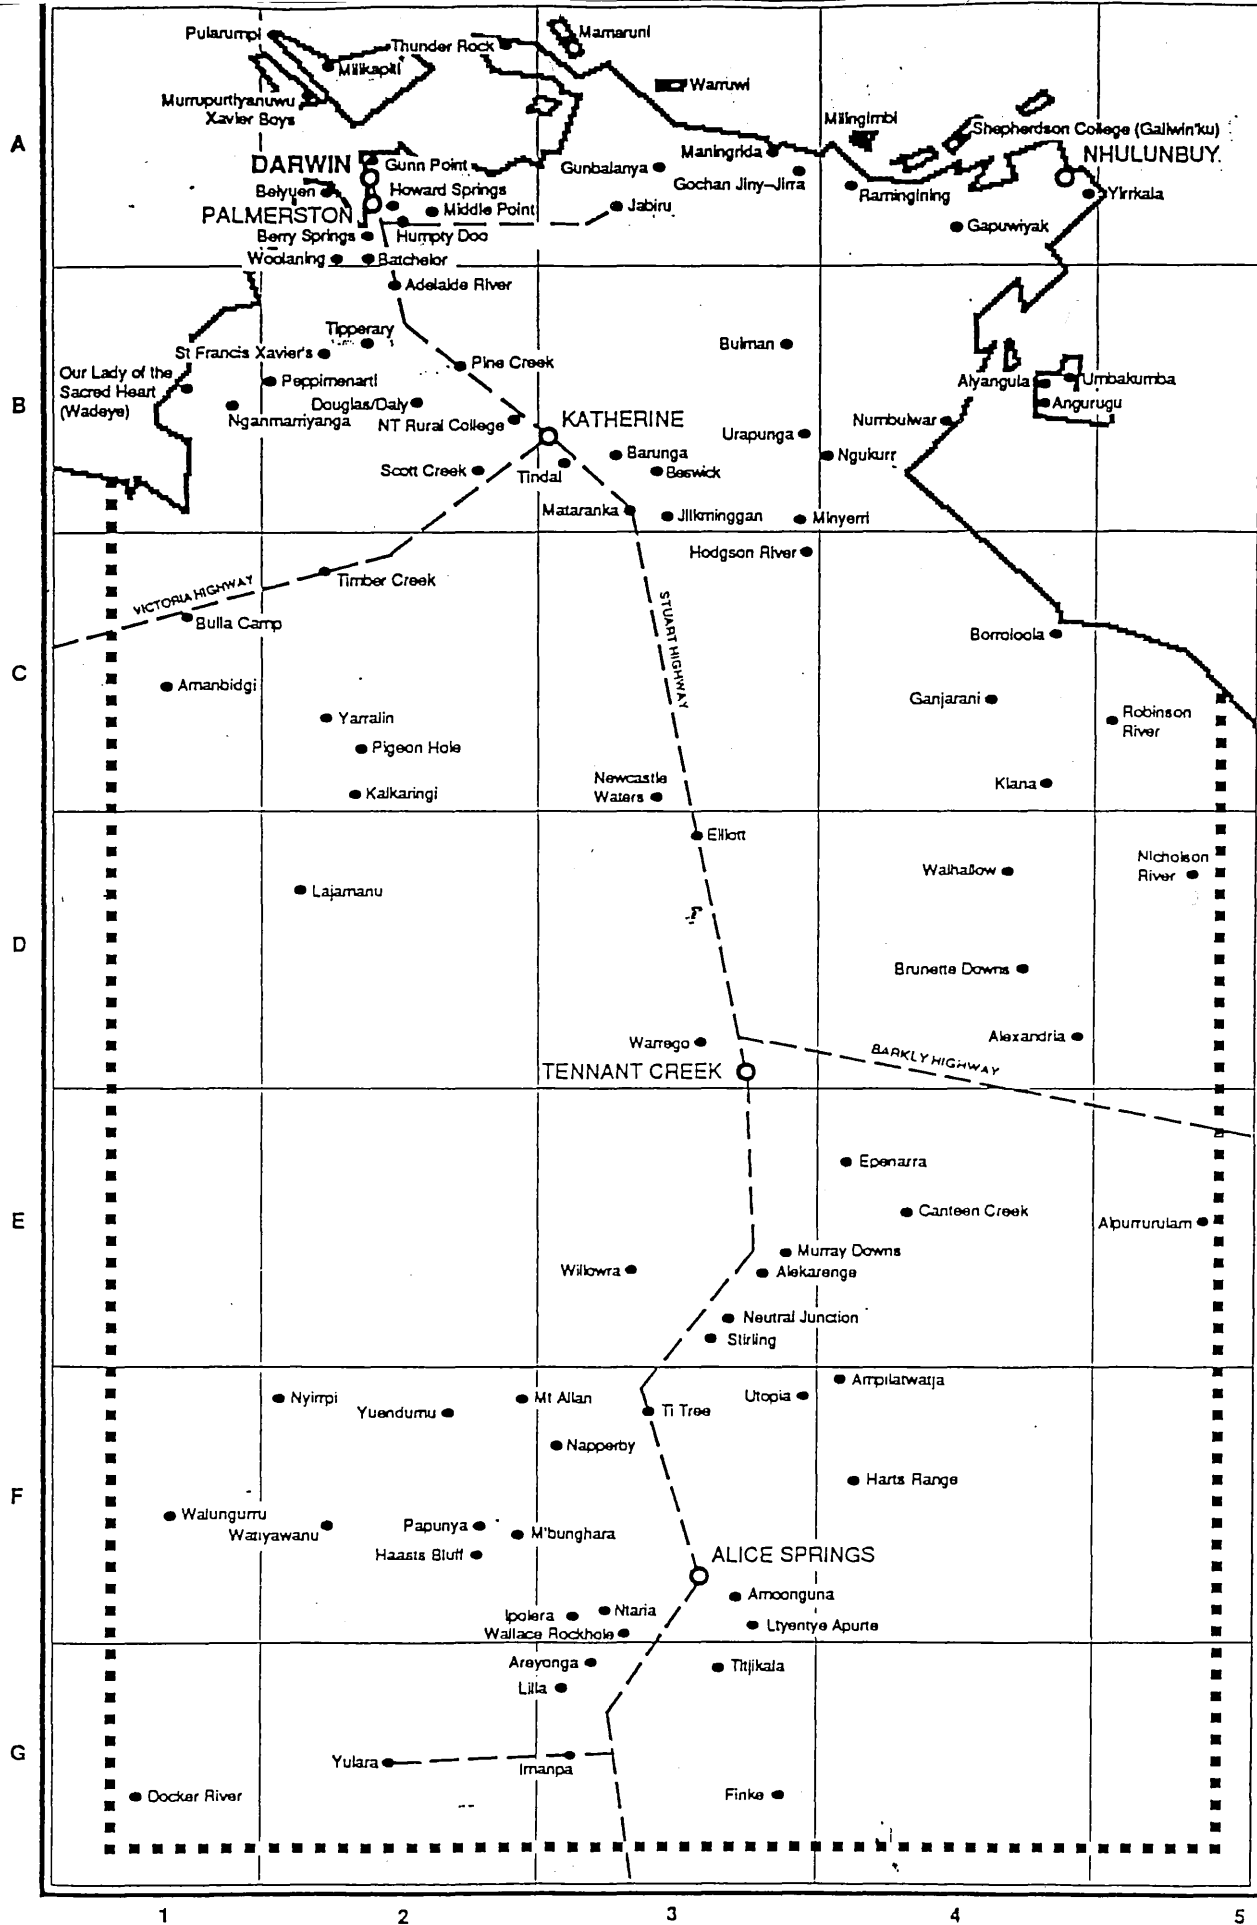 Pularumpi
Milikapiti
Thunder Rock
Mamaruni
Warruwi
Murrupurtiyanuwu
Xavier Boys
Milingimbi
Shepherdson College (Galiwin'ku)
A
DARWIN
Gunn Point
Gunbalanya
Maningrida
Gochan Jiny-Jirra
NHULUNBUY.
Belyuen
Howard Springs
Ramingining
Yirrkala
PALMERSTON
Middle Point
Jabiru
Gapuwiyak
Berry Springs
Humpty Doo
Woolaning
Batchelor
Adelaide River
Tipperary
St Francis Xavier's
Pine Creek
Bulman
Our Lady of the
Sacred Heart
(Wadeye)
Peppimenarti
Alyangula
Umbakumba
B
Nganmarriyanga
Douglas/Daly
NT Rural College
KATHERINE
Angurugu
Numbulwar
Urapunga
Ngukurr
Scott Creek
Tindal
Barunga
Beswick
Mataranka
Jilkminggan
Minyerri
Hodgson River
VICTORIA HIGHWAY
Timber Creek
Bulla Camp
STUART HIGHWAY
Borroloola
C
Amanbidgi
Ganjarani
Robinson
River
Yarralin
Pigeon Hole
Kalkaringi
Newcastle
Waters
Kiana
Elliott
Walhallow
Nicholson
River
Lajamanu
D
Brunette Downs
Warrego
Alexandria
BARKLY HIGHWAY
TENNANT CREEK
Epenarra
E
Canteen Creek
Alpurrurulam
Murray Downs
Willowra
Alekarenge
Neutral Junction
Stirling
Nyirripi
Yuendumu
Mt Allan
Ti Tree
Utopia
Ampilatwatja
Napperby
F
Harts Range
Walungurru
Watiyawanu
Papunya
M'bunghara
Haasts Bluff
ALICE SPRINGS
Amoonguna
Ipolera
Ntaria
Ltyentye Apurte
Wallace Rockhole
Areyonga
Titjikala
Lilla
G
Yulara
Imanpa
Docker River
Finke
1
2
3
4
5